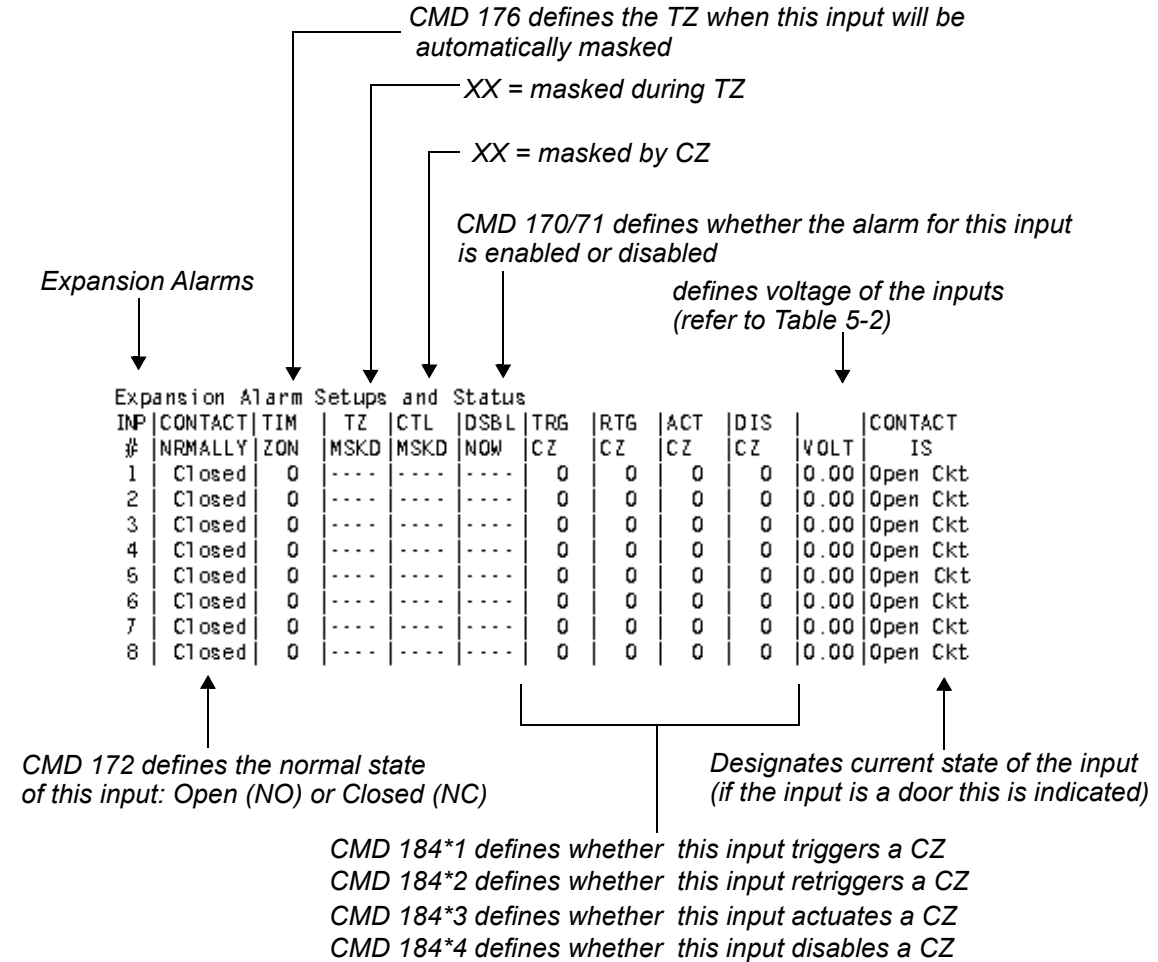 CMD 176 defines the TZ when this input will be
automatically masked
XX = masked during TZ
XX = masked by CZ
CMD 170/71 defines whether the alarm for this input
is enabled or disabled
Expansion Alarms
defines voltage of the inputs
(refer to Table 5-2)
Expansion Alarm Setups and Status
INP|CONTACT|TIM | TZ |CTL |DSBL|TRG |RTG |ACT |DIS | |CONTACT
# |NRMALLY|ZON |MSKD|MSKD|NOW |CZ |CZ |CZ |CZ |VOLT| IS
1 | Closed| 0 |----|----|----| 0 | 0 | 0 | 0 |0.00|Open Ckt
2 | Closed| 0 |----|----|----| 0 | 0 | 0 | 0 |0.00|Open Ckt
3 | Closed| 0 |----|----|----| 0 | 0 | 0 | 0 |0.00|Open Ckt
4 | Closed| 0 |----|----|----| 0 | 0 | 0 | 0 |0.00|Open Ckt
5 | Closed| 0 |----|----|----| 0 | 0 | 0 | 0 |0.00|Open Ckt
6 | Closed| 0 |----|----|----| 0 | 0 | 0 | 0 |0.00|Open Ckt
7 | Closed| 0 |----|----|----| 0 | 0 | 0 | 0 |0.00|Open Ckt
8 | Closed| 0 |----|----|----| 0 | 0 | 0 | 0 |0.00|Open Ckt
CMD 172 defines the normal state
of this input: Open (NO) or Closed (NC)
Designates current state of the input
(if the input is a door this is indicated)
CMD 184*1 defines whether this input triggers a CZ
CMD 184*2 defines whether this input retriggers a CZ
CMD 184*3 defines whether this input actuates a CZ
CMD 184*4 defines whether this input disables a CZ